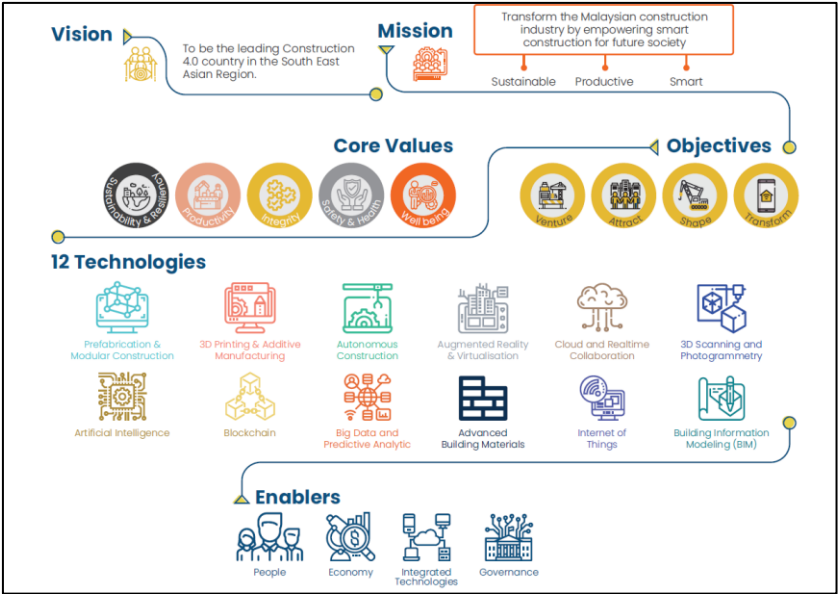 Vision
To be the leading Construction
4.0 country in the South East
Asian Region.
Mission
Transform the Malaysian construction
industry by empowering smart
construction for future society
Sustainable
Productive
Smart
Core Values
Sustainability & Resiliency
Productivity
Integrity
Safety & Health
Well being
Objectives
Venture
Attract
Shape
Transform
12 Technologies
Prefabrication &
Modular Construction
3D Printing & Additive
Manufacturing
Autonomous
Construction
Augmented Reality
& Virtualisation
Cloud and Realtime
Collaboration
3D Scanning and
Photogrammetry
Artificial Intelligence
Blockchain
Big Data and
Predictive Analytic
Advanced
Building Materials
Internet of
Things
Building Information
Modeling (BIM)
Enablers
People
Economy
Integrated
Technologies
Governance